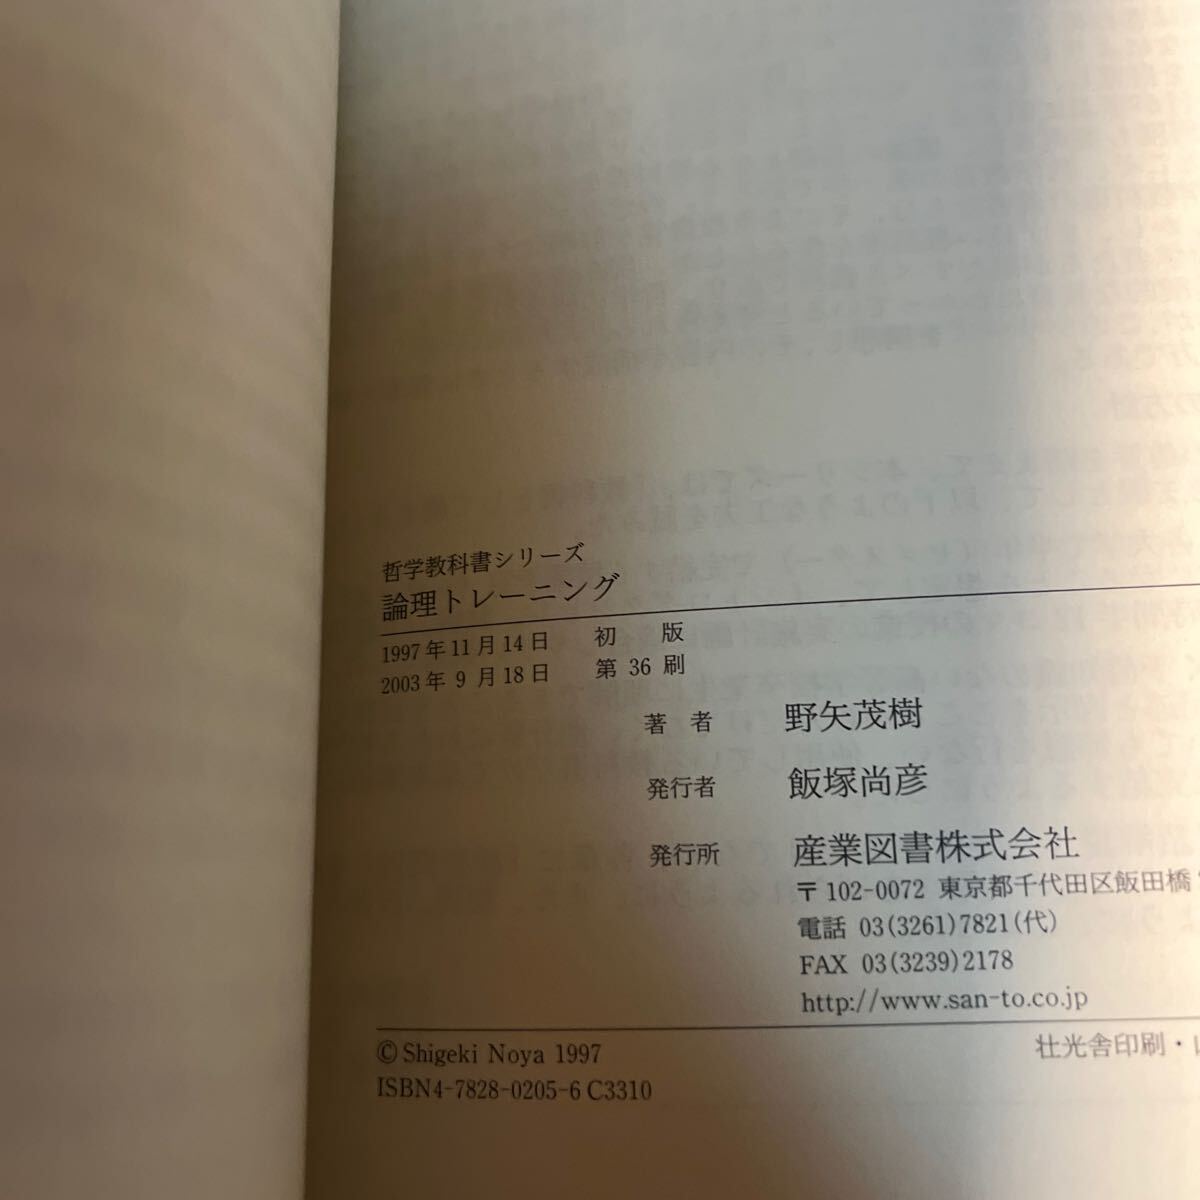 哲学教科書シリーズ
論理トレーニング
1997年11月14日 初 版
2003年9月18日 第36刷
著者 野矢茂樹
発行者 飯塚尚彦
発行所 産業図書株式会社
〒102-0072 東京都千代田区飯田橋
電話 03(3261)7821(代)
FAX 03(3239)2178
http://www.san-to.co.jp
© Shigeki Noya 1997 壮光舎印刷・
ISBN4-7828-0205-6 C3310